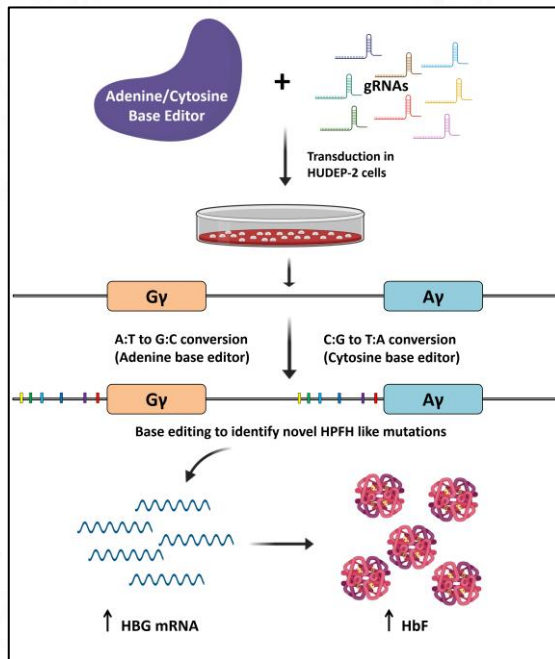 Adenine/Cytosine
Base Editor
+
gRNAs
Transduction in
HUDEP-2 cells
Gγ
Aγ
A:T to G:C conversion
(Adenine base editor)
C:G to T:A conversion
(Cytosine base editor)
Gγ
Aγ
Base editing to identify novel HPFH like mutations
↑ HBG mRNA
↑ HbF